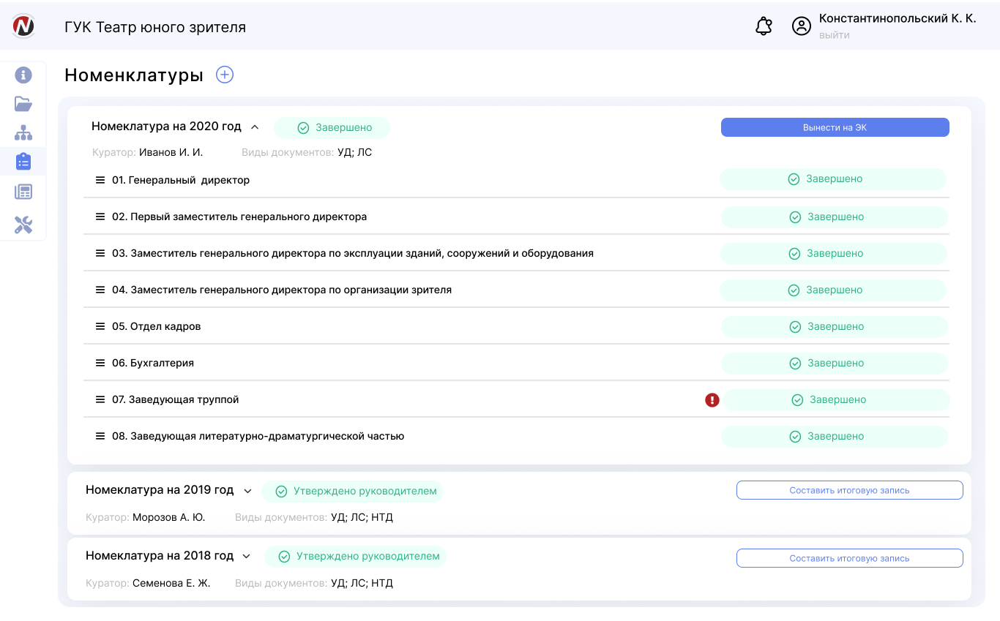 ГУК Театр юного зрителя
Константинопольский К. К.
выйти
Номенклатуры
Номеклатура на 2020 год Завершено Вынести на ЭК
Куратор: Иванов И. И. Виды документов: УД; ЛС
01. Генеральный директор Завершено
02. Первый заместитель генерального директора Завершено
03. Заместитель генерального директора по эксплуации зданий, сооружений и оборудования Завершено
04. Заместитель генерального директора по организации зрителя Завершено
05. Отдел кадров Завершено
06. Бухгалтерия Завершено
07. Заведующая труппой Завершено
08. Заведующая литературно-драматургической частью Завершено
Номеклатура на 2019 год Утверждено руководителем Составить итоговую запись
Куратор: Морозов А. Ю. Виды документов: УД; ЛС; НТД
Номеклатура на 2018 год Утверждено руководителем Составить итоговую запись
Куратор: Семенова Е. Ж. Виды документов: УД; ЛС; НТД